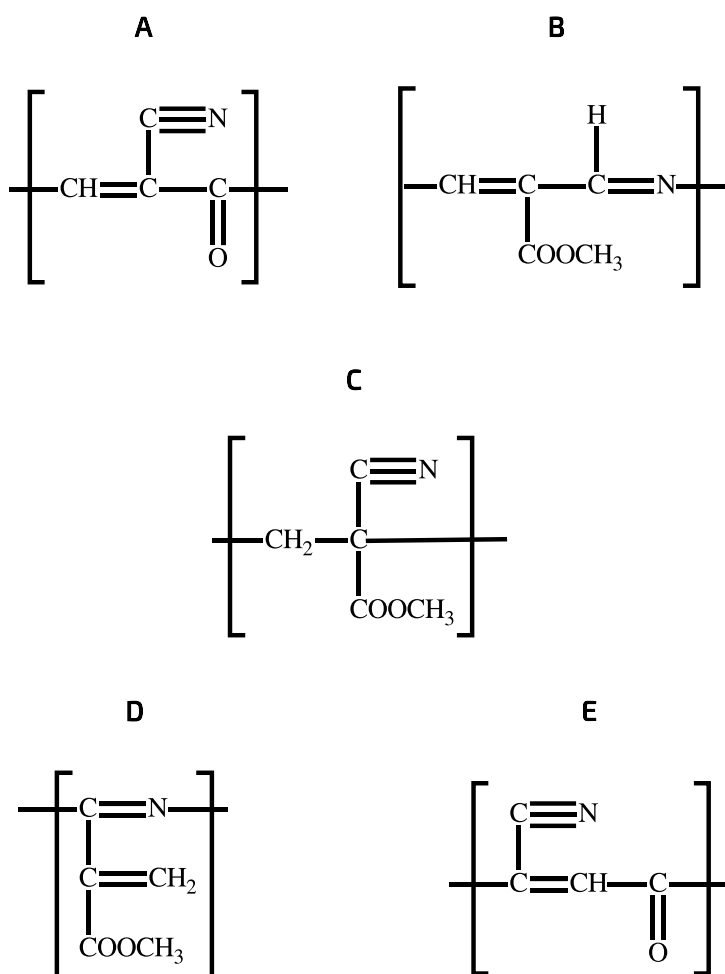 A B
C≡N H
CH=C—C CH=C—C=N
O COOCH₃
C
C≡N
CH₂—C
COOCH₃
D E
C=N C≡N
C=CH₂ C=CH—C
COOCH₃ O